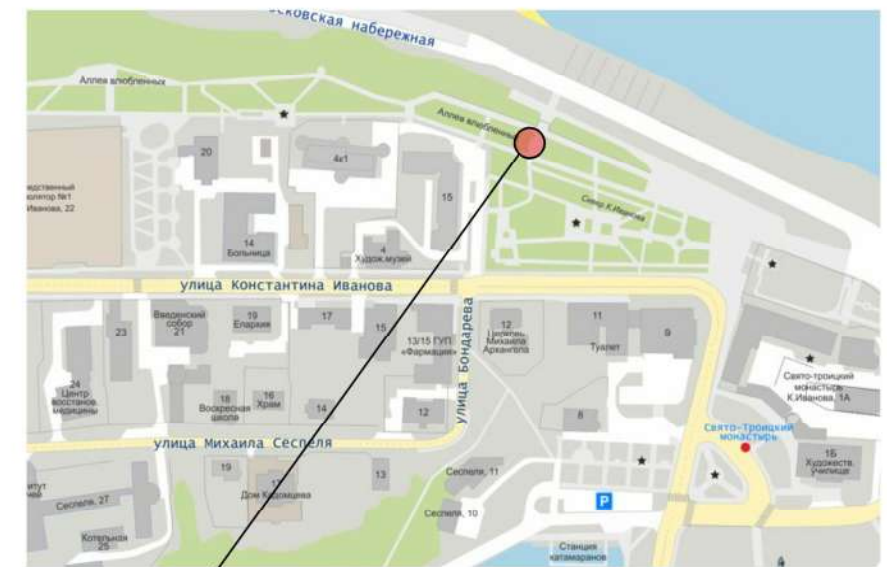 сковская набережная
Аллея влюбленных
Аллея влюбленных
20
4к1
едственный
золятор №1
Иванова, 22
15
Сквер К.Иванова
14
Больница
4
Худож.музей
улица Константина Иванова
23
Введенский
собор
21
19
Епархия
17
15
13/15 ГУП
«Фармация»
улица Бондарева
12
Церковь
Михаила
Архангела
11
Туалет
9
24
Центр
восстанов.
медицины
18
Воскресная
школа
16
Храм
14
12
8
Свято-троицкий
монастырь
К.Иванова, 1А
Свято-Троицкий
монастырь
улица Михаила Сеспеля
19
17
Дом Кадомцева
13
Сеспеля, 11
1Б
Художеств.
училище
Сеспеля, 27
P
Сеспеля, 10
Котельная
25
Станция
катамаранов